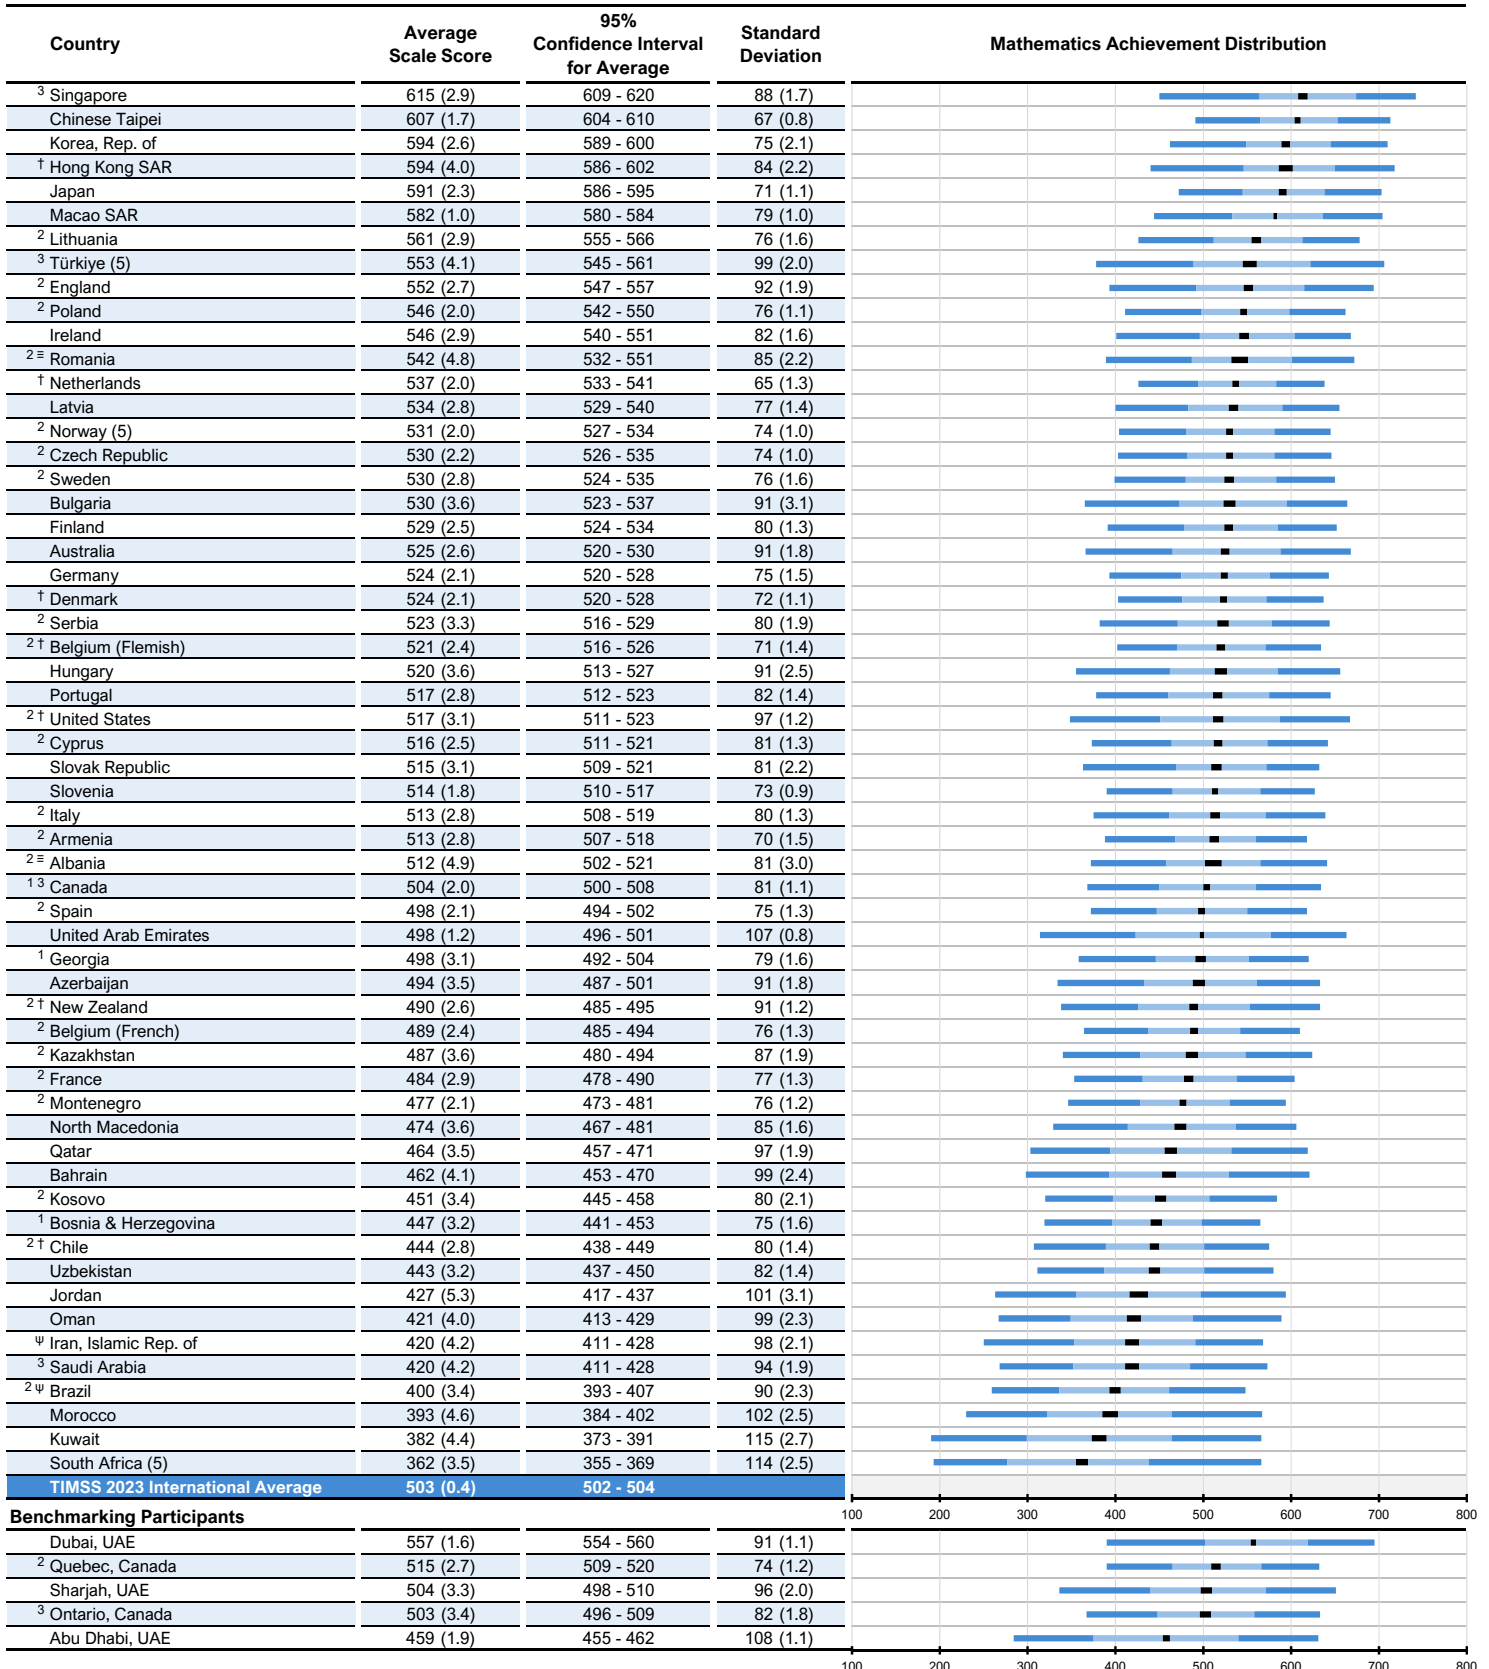 Country Average Scale Score 95% Confidence Interval for Average Standard Deviation Mathematics Achievement Distribution
3 Singapore 615 (2.9) 609 - 620 88 (1.7)
Chinese Taipei 607 (1.7) 604 - 610 67 (0.8)
Korea, Rep. of 594 (2.6) 589 - 600 75 (2.1)
† Hong Kong SAR 594 (4.0) 586 - 602 84 (2.2)
Japan 591 (2.3) 586 - 595 71 (1.1)
Macao SAR 582 (1.0) 580 - 584 79 (1.0)
2 Lithuania 561 (2.9) 555 - 566 76 (1.6)
3 Türkiye (5) 553 (4.1) 545 - 561 99 (2.0)
2 England 552 (2.7) 547 - 557 92 (1.9)
2 Poland 546 (2.0) 542 - 550 76 (1.1)
Ireland 546 (2.9) 540 - 551 82 (1.6)
2 ≡ Romania 542 (4.8) 532 - 551 85 (2.2)
† Netherlands 537 (2.0) 533 - 541 65 (1.3)
Latvia 534 (2.8) 529 - 540 77 (1.4)
2 Norway (5) 531 (2.0) 527 - 534 74 (1.0)
2 Czech Republic 530 (2.2) 526 - 535 74 (1.0)
2 Sweden 530 (2.8) 524 - 535 76 (1.6)
Bulgaria 530 (3.6) 523 - 537 91 (3.1)
Finland 529 (2.5) 524 - 534 80 (1.3)
Australia 525 (2.6) 520 - 530 91 (1.8)
Germany 524 (2.1) 520 - 528 75 (1.5)
† Denmark 524 (2.1) 520 - 528 72 (1.1)
2 Serbia 523 (3.3) 516 - 529 80 (1.9)
2 † Belgium (Flemish) 521 (2.4) 516 - 526 71 (1.4)
Hungary 520 (3.6) 513 - 527 91 (2.5)
Portugal 517 (2.8) 512 - 523 82 (1.4)
2 † United States 517 (3.1) 511 - 523 97 (1.2)
2 Cyprus 516 (2.5) 511 - 521 81 (1.3)
Slovak Republic 515 (3.1) 509 - 521 81 (2.2)
Slovenia 514 (1.8) 510 - 517 73 (0.9)
2 Italy 513 (2.8) 508 - 519 80 (1.3)
2 Armenia 513 (2.8) 507 - 518 70 (1.5)
2 ≡ Albania 512 (4.9) 502 - 521 81 (3.0)
1 3 Canada 504 (2.0) 500 - 508 81 (1.1)
2 Spain 498 (2.1) 494 - 502 75 (1.3)
United Arab Emirates 498 (1.2) 496 - 501 107 (0.8)
1 Georgia 498 (3.1) 492 - 504 79 (1.6)
Azerbaijan 494 (3.5) 487 - 501 91 (1.8)
2 † New Zealand 490 (2.6) 485 - 495 91 (1.2)
2 Belgium (French) 489 (2.4) 485 - 494 76 (1.3)
2 Kazakhstan 487 (3.6) 480 - 494 87 (1.9)
2 France 484 (2.9) 478 - 490 77 (1.3)
2 Montenegro 477 (2.1) 473 - 481 76 (1.2)
North Macedonia 474 (3.6) 467 - 481 85 (1.6)
Qatar 464 (3.5) 457 - 471 97 (1.9)
Bahrain 462 (4.1) 453 - 470 99 (2.4)
2 Kosovo 451 (3.4) 445 - 458 80 (2.1)
1 Bosnia & Herzegovina 447 (3.2) 441 - 453 75 (1.6)
2 † Chile 444 (2.8) 438 - 449 80 (1.4)
Uzbekistan 443 (3.2) 437 - 450 82 (1.4)
Jordan 427 (5.3) 417 - 437 101 (3.1)
Oman 421 (4.0) 413 - 429 99 (2.3)
ψ Iran, Islamic Rep. of 420 (4.2) 411 - 428 98 (2.1)
3 Saudi Arabia 420 (4.2) 411 - 428 94 (1.9)
2 ψ Brazil 400 (3.4) 393 - 407 90 (2.3)
Morocco 393 (4.6) 384 - 402 102 (2.5)
Kuwait 382 (4.4) 373 - 391 115 (2.7)
South Africa (5) 362 (3.5) 355 - 369 114 (2.5)
TIMSS 2023 International Average 503 (0.4) 502 - 504
Benchmarking Participants 100 200 300 400 500 600 700 800
Dubai, UAE 557 (1.6) 554 - 560 91 (1.1)
2 Quebec, Canada 515 (2.7) 509 - 520 74 (1.2)
Sharjah, UAE 504 (3.3) 498 - 510 96 (2.0)
3 Ontario, Canada 503 (3.4) 496 - 509 82 (1.8)
Abu Dhabi, UAE 459 (1.9) 455 - 462 108 (1.1)
100 200 300 400 500 600 700 800